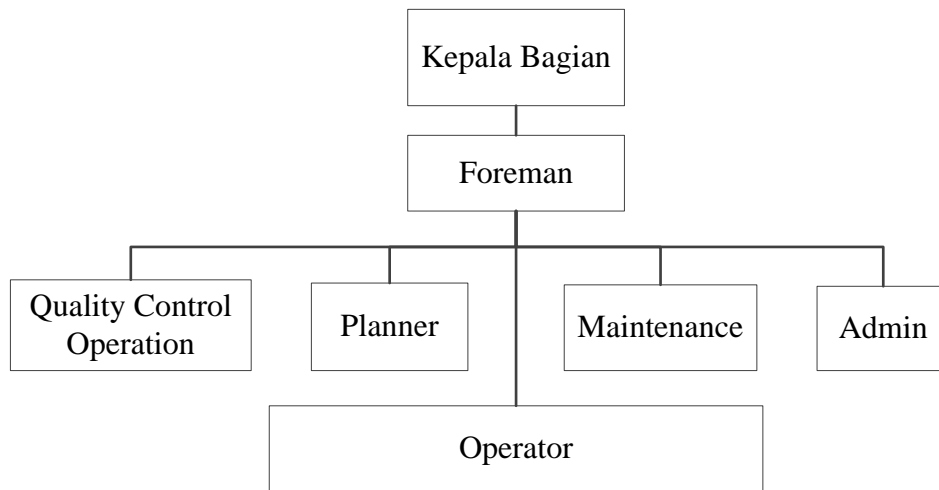 Kepala Bagian
Foreman
Quality Control
Operation
Planner
Maintenance
Admin
Operator